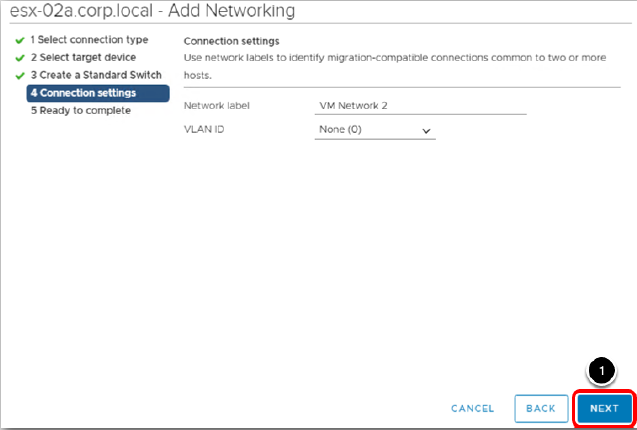 esx-02a.corp.local - Add Networking
1 Select connection type
2 Select target device
3 Create a Standard Switch
4 Connection settings
5 Ready to complete
Connection settings
Use network labels to identify migration-compatible connections common to two or more
hosts.
Network label VM Network 2
VLAN ID None (0)
1
CANCEL BACK NEXT